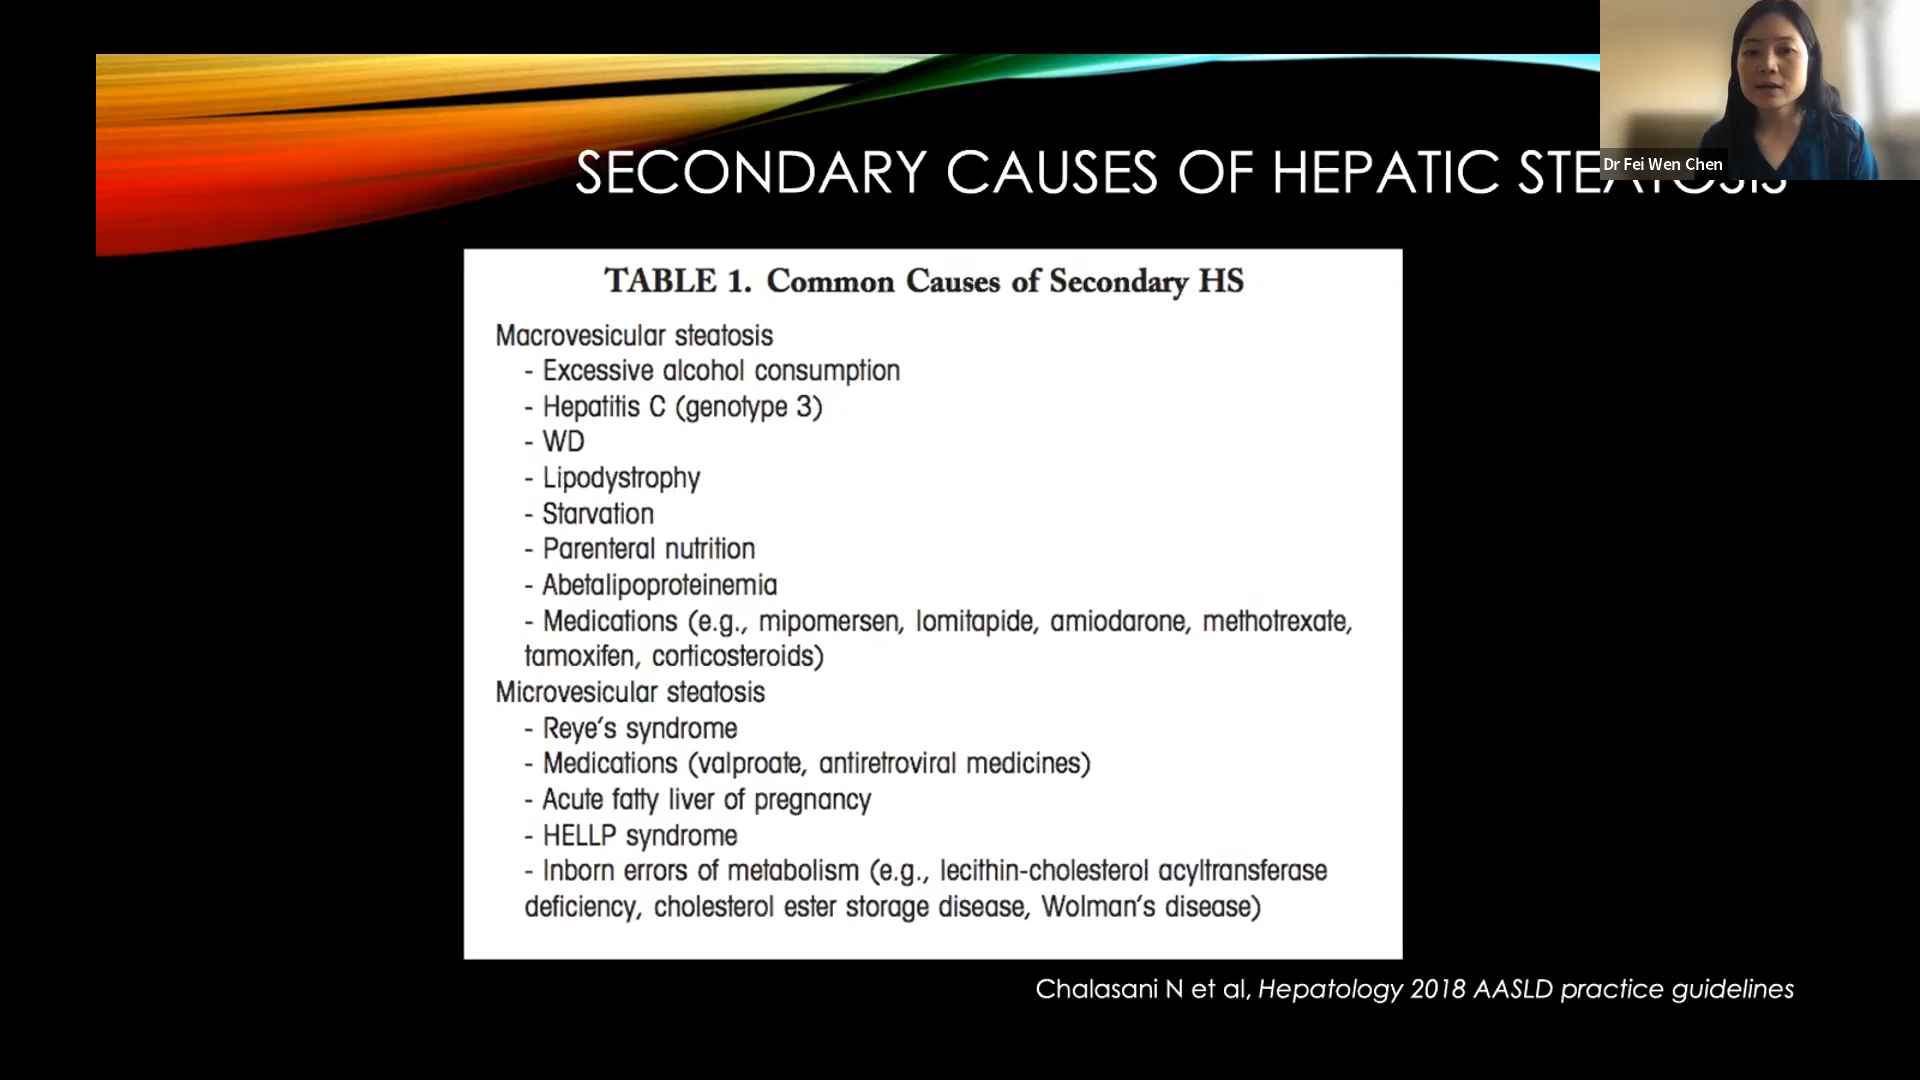 Dr Fei Wen Chen
SECONDARY CAUSES OF HEPATIC STEATOSIS
TABLE 1. Common Causes of Secondary HS
Macrovesicular steatosis
- Excessive alcohol consumption
- Hepatitis C (genotype 3)
- WD
- Lipodystrophy
- Starvation
- Parenteral nutrition
- Abetalipoproteinemia
- Medications (e.g., mipomersen, lomitapide, amiodarone, methotrexate,
tamoxifen, corticosteroids)
Microvesicular steatosis
- Reye's syndrome
- Medications (valproate, antiretroviral medicines)
- Acute fatty liver of pregnancy
- HELLP syndrome
- Inborn errors of metabolism (e.g., lecithin-cholesterol acyltransferase
deficiency, cholesterol ester storage disease, Wolman's disease)
Chalasani N et al, Hepatology 2018 AASLD practice guidelines